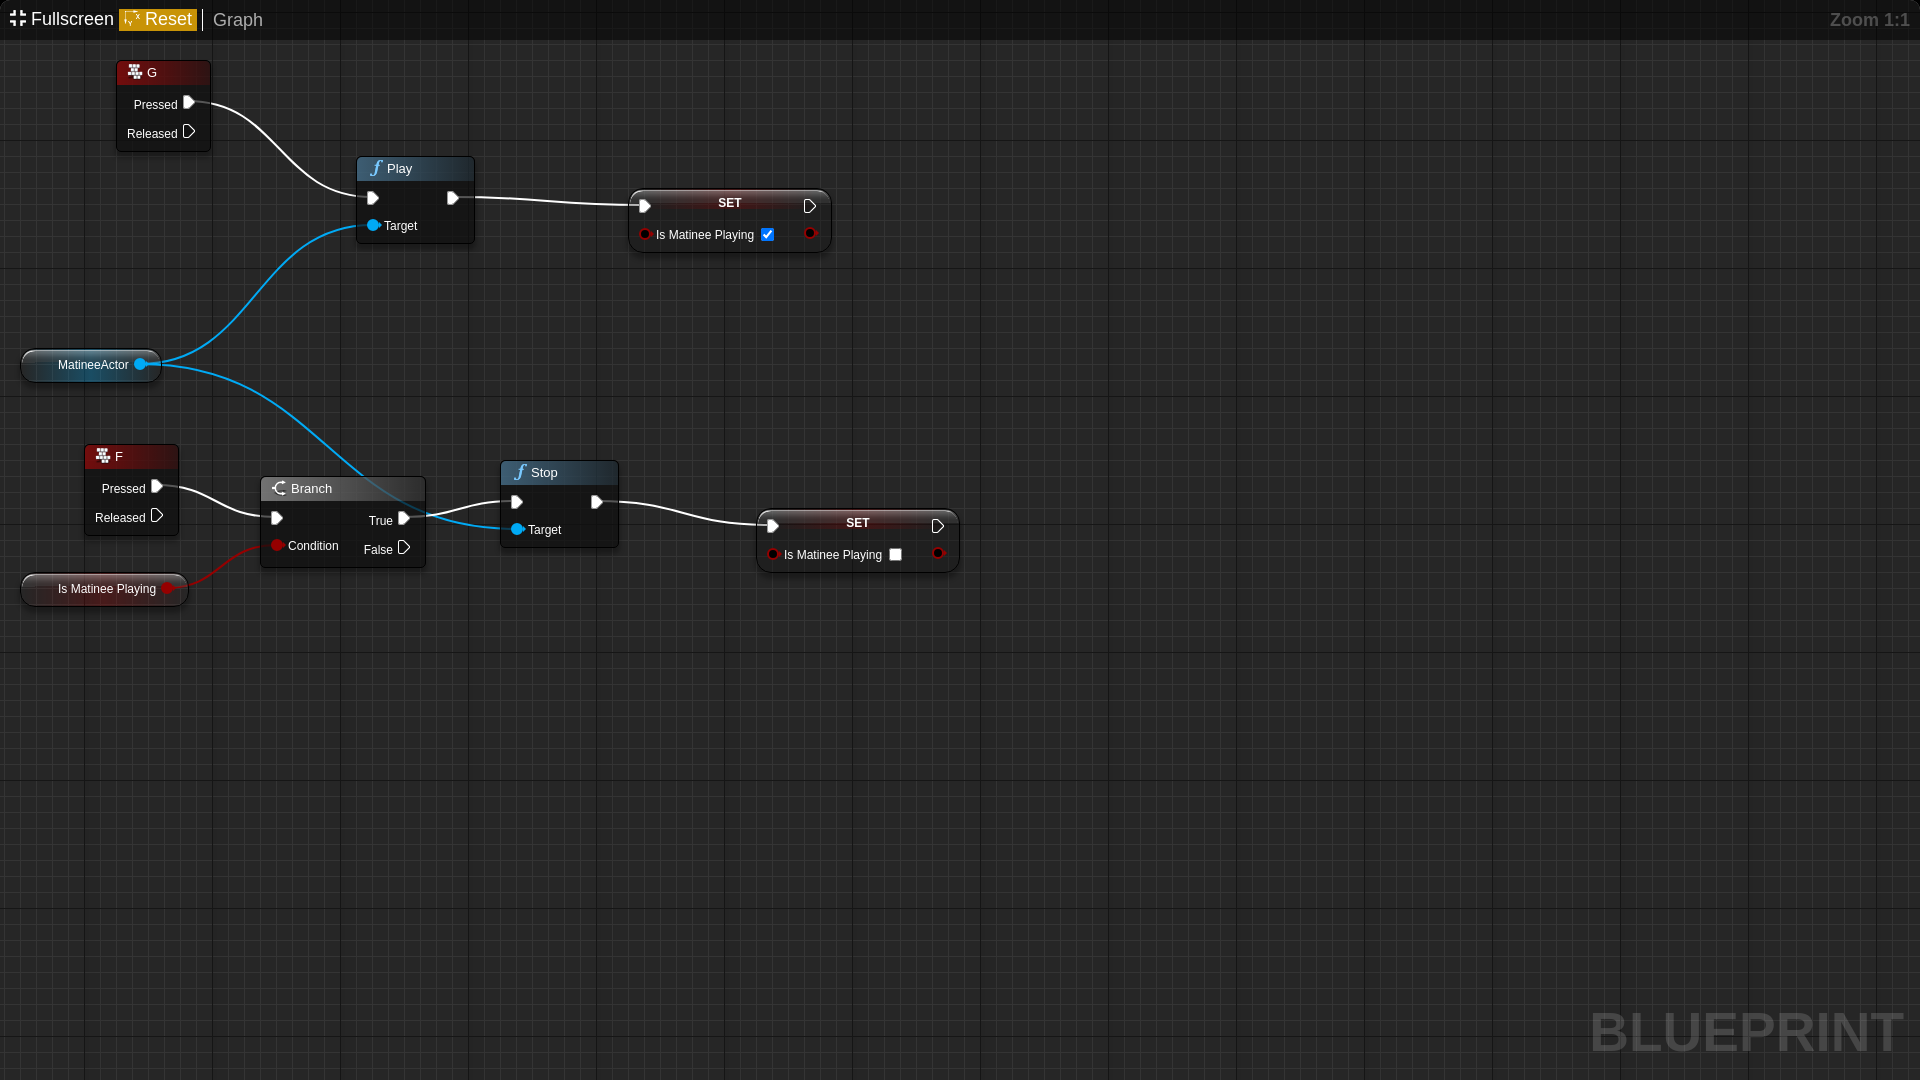 Fullscreen Reset Graph
Zoom 1:1
G
Pressed
Released
Play
Target
SET
Is Matinee Playing
MatineeActor
F
Pressed
Released
Branch
True
Condition
False
Stop
Target
SET
Is Matinee Playing
Is Matinee Playing
BLUEPRINT